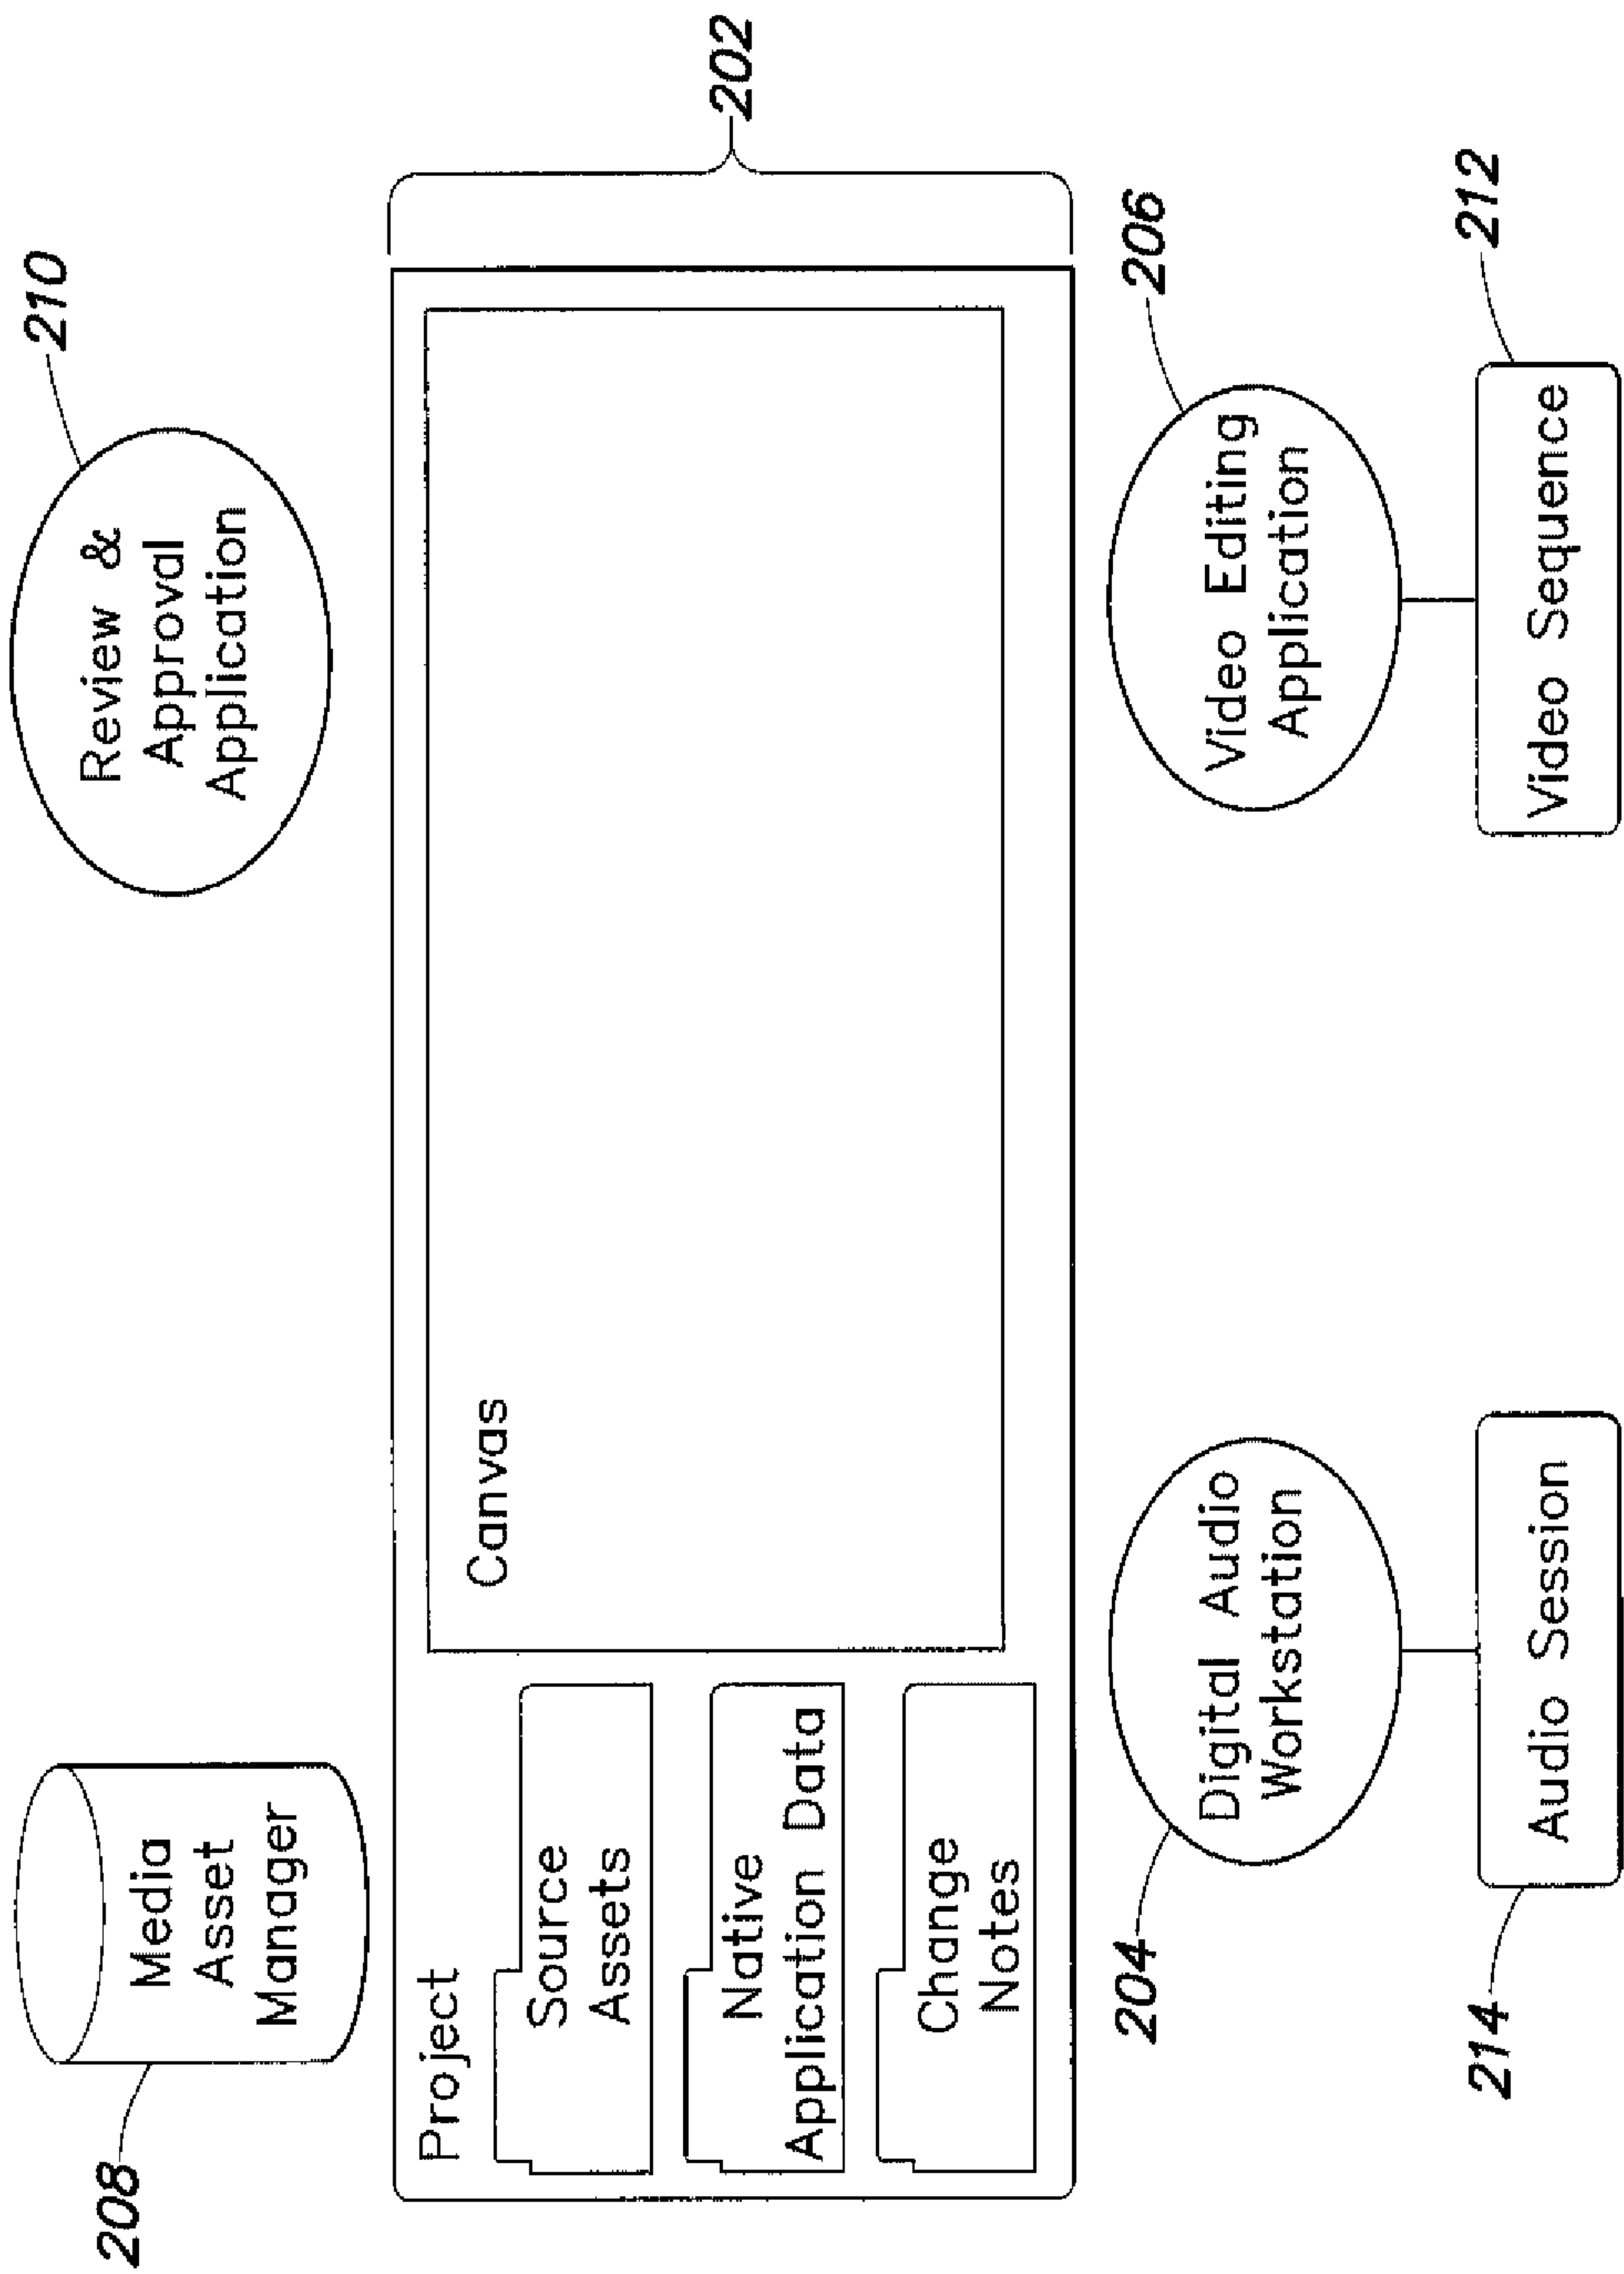 208
Media
Asset
Manager
210
Review &
Approval
Application
Project
Source
Assets
Native
Application Data
Change
Notes
Canvas
202
204
Digital Audio
Workstation
214
Audio Session
206
Video Editing
Application
212
Video Sequence